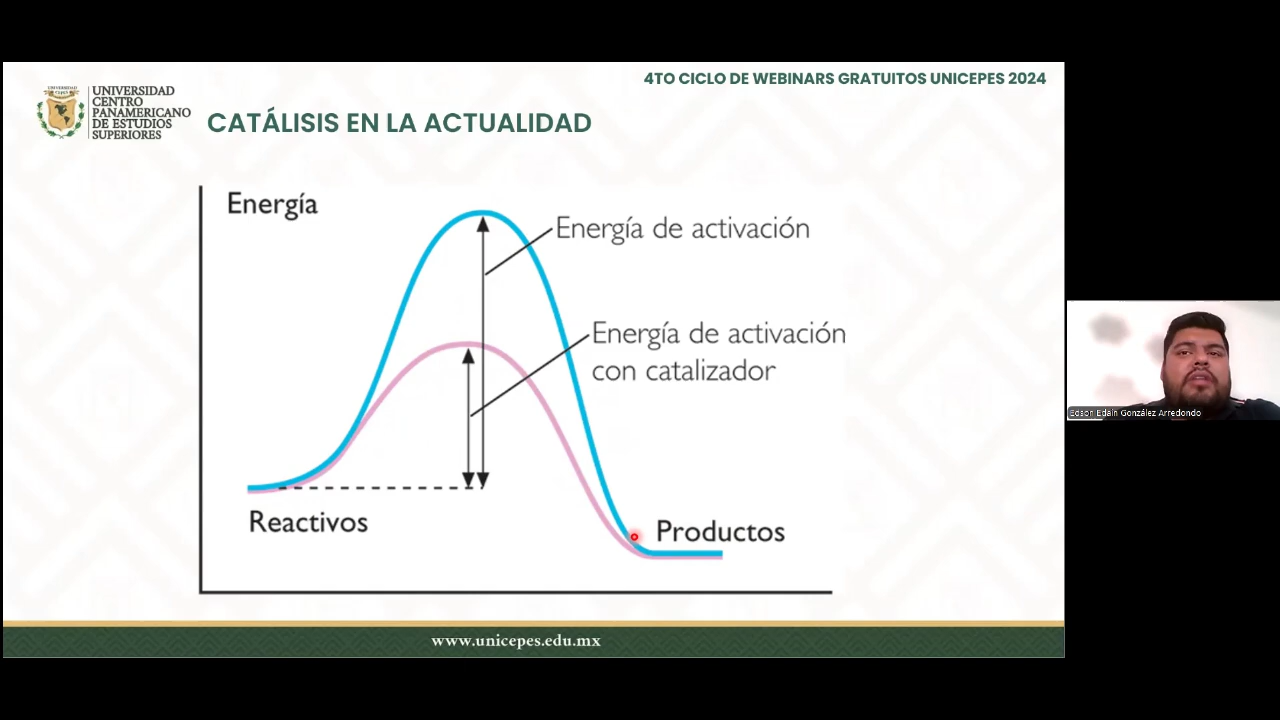 4TO CICLO DE WEBINARS GRATUITOS UNICEPES 2024
UNIVERSIDAD
CENTRO
PANAMERICANO
DE ESTUDIOS
SUPERIORES
CATÁLISIS EN LA ACTUALIDAD
Energía
Energía de activación
Energía de activación
con catalizador
Reactivos
Productos
Edson Edaín González Arredondo
www.unicepes.edu.mx